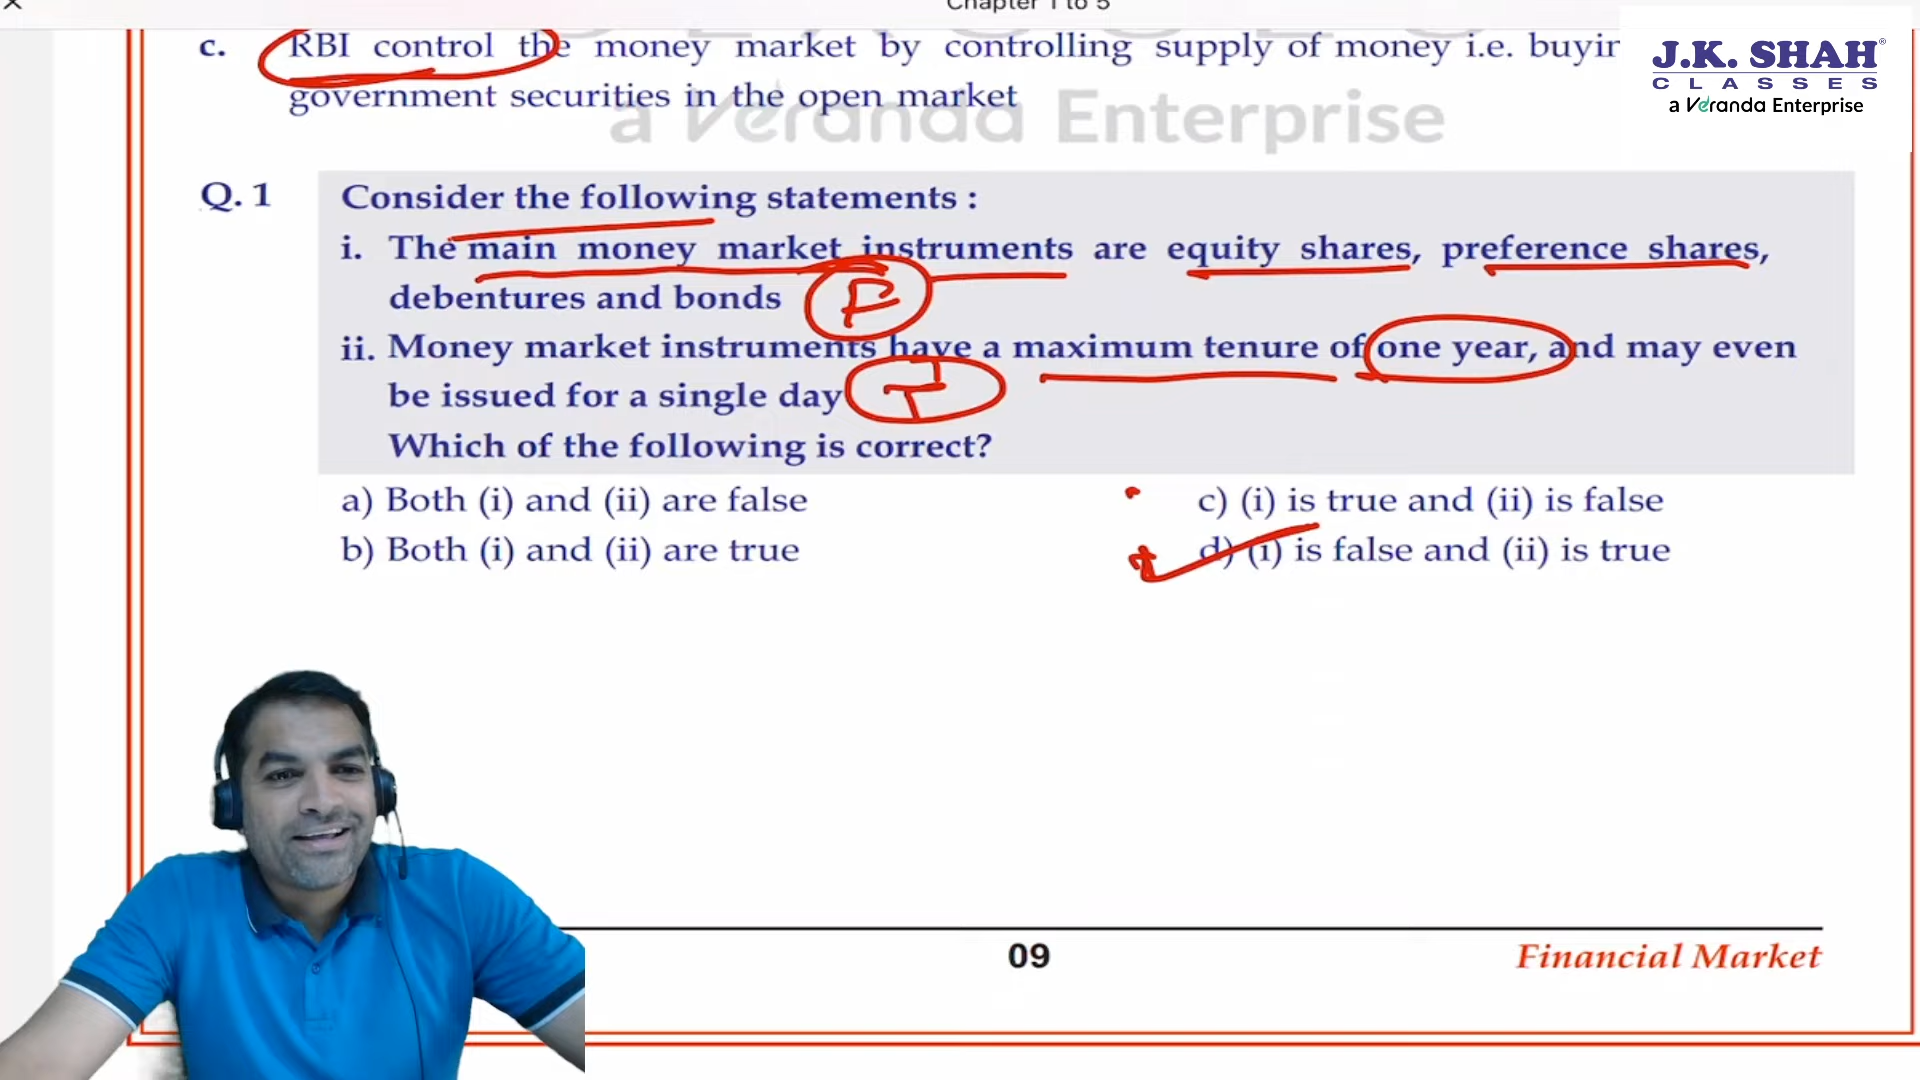 Chapter 1 to 5
c. RBI control the money market by controlling supply of money i.e. buyin
government securities in the open market
J.K. SHAH®
CLASSES
a Veranda Enterprise
a Veranda Enterprise
Q. 1 Consider the following statements :
i. The main money market instruments are equity shares, preference shares,
debentures and bonds F
ii. Money market instruments have a maximum tenure of one year, and may even
be issued for a single day T
Which of the following is correct?
a) Both (i) and (ii) are false
c) (i) is true and (ii) is false
b) Both (i) and (ii) are true
d) (i) is false and (ii) is true
09
Financial Market